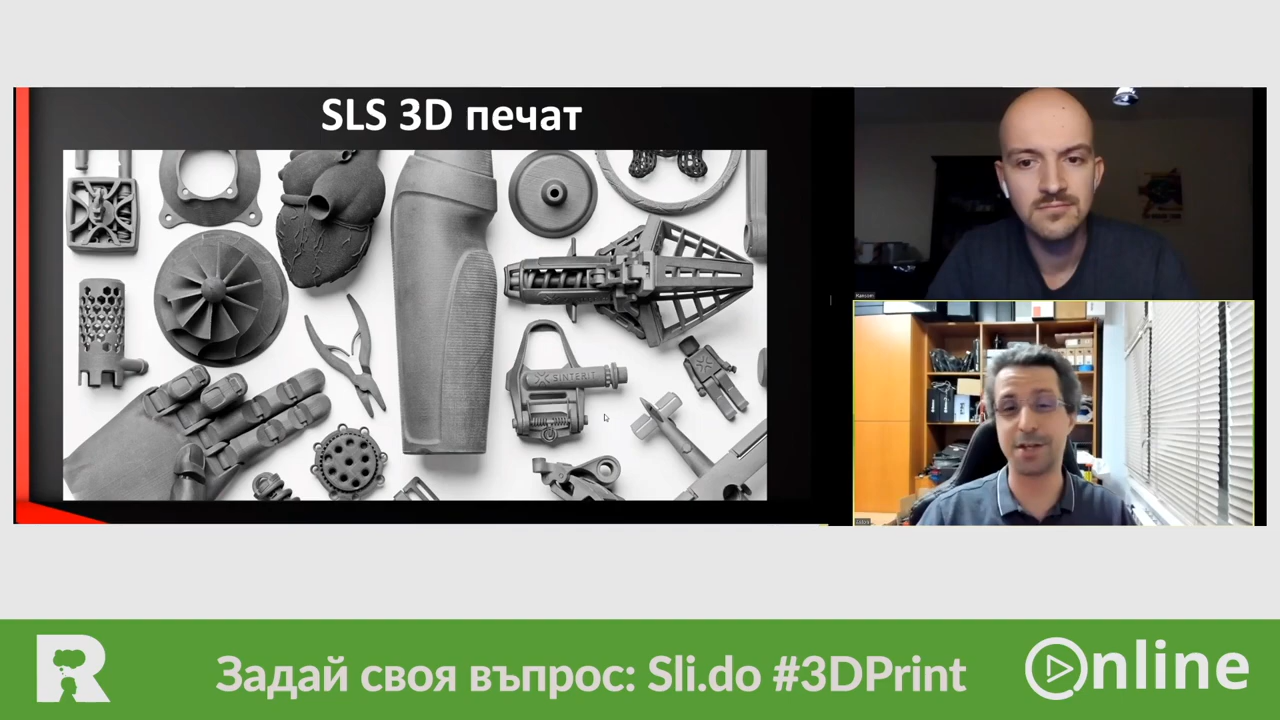 SLS 3D печат
SINTERIT
Задай своя въпрос: Sli.do #3DPrint
R
Online